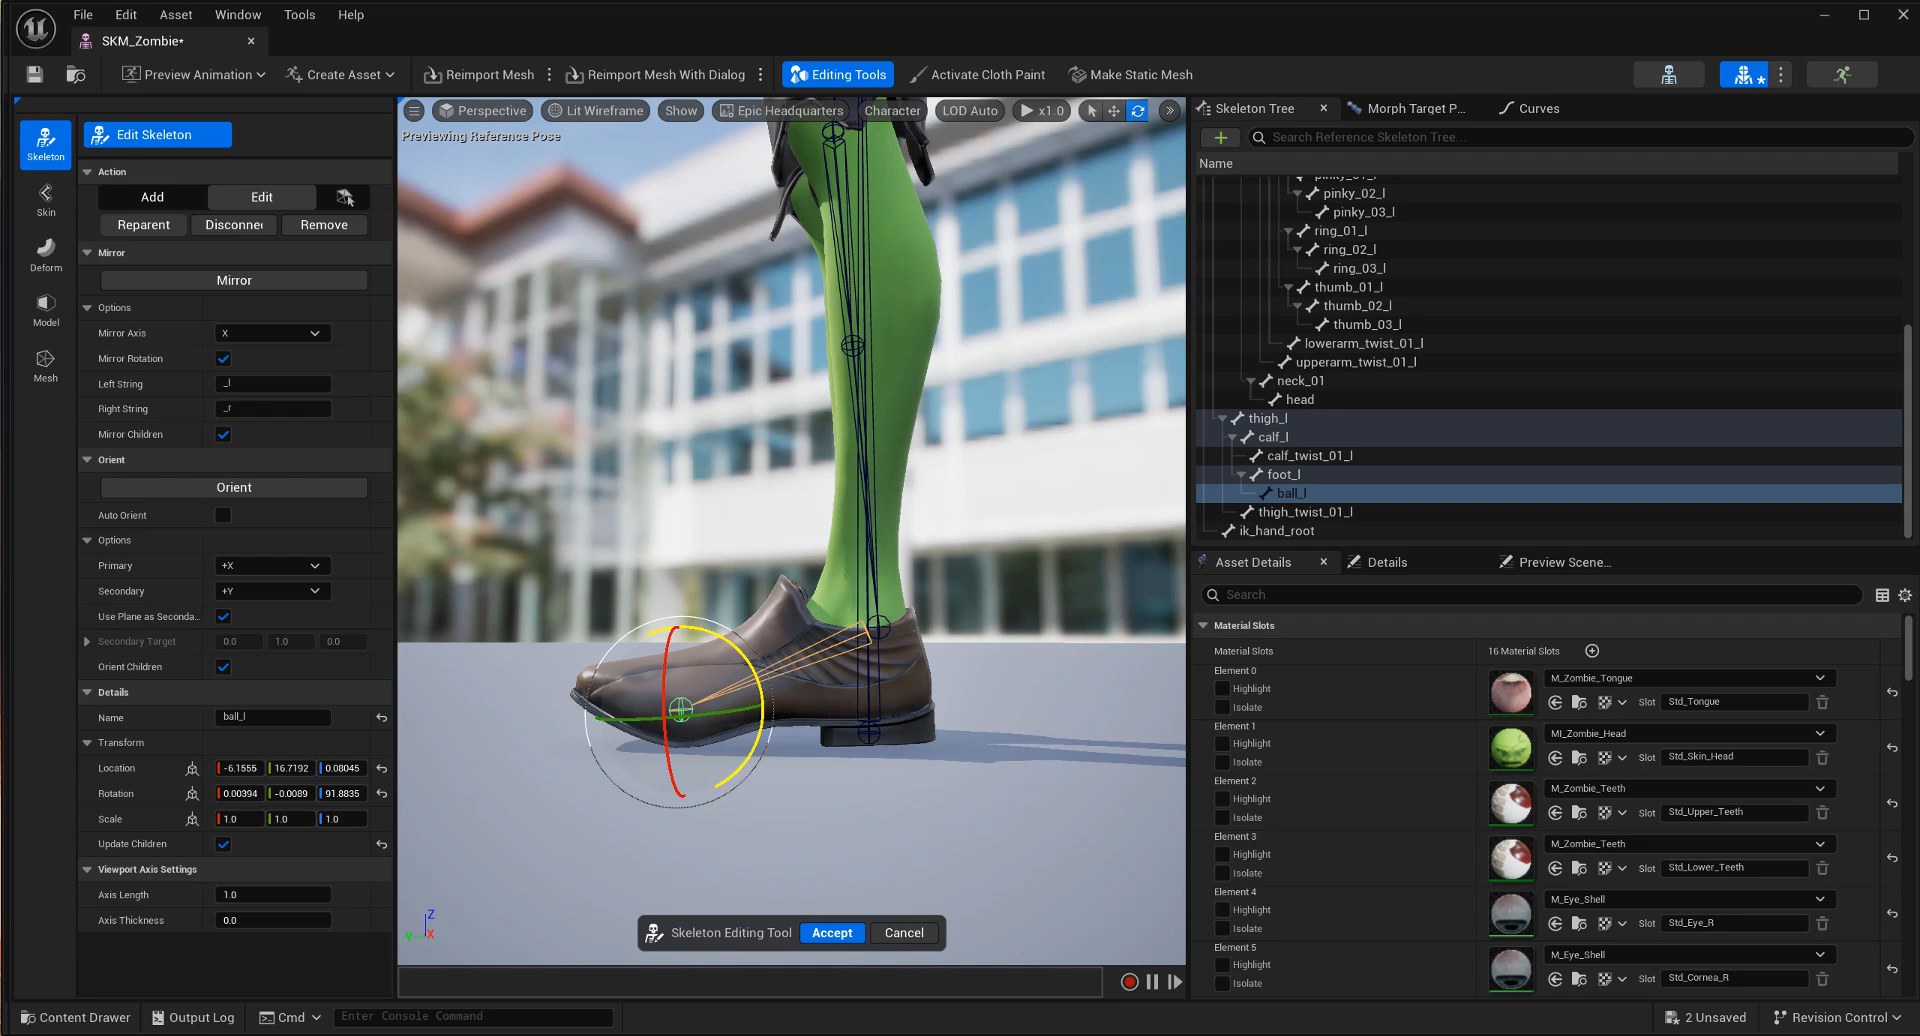 File Edit Asset Window Tools Help
SKM_Zombie*
Preview Animation Create Asset Reimport Mesh Reimport Mesh With Dialog Editing Tools Activate Cloth Paint Make Static Mesh
Skeleton
Skin
Deform
Model
Mesh
Edit Skeleton
Action
Add Edit
Reparent Disconnec Remove
Mirror
Mirror
Options
Mirror Axis X
Mirror Rotation
Left String _l
Right String _r
Mirror Children
Orient
Orient
Auto Orient
Options
Primary +X
Secondary +Y
Use Plane as Seconda...
Secondary Target 0.0 1.0 0.0
Orient Children
Details
Name ball_l
Transform
Location -6.1555 16.7192 0.08045
Rotation 0.00394 -0.0089 91.8835
Scale 1.0 1.0 1.0
Update Children
Viewport Axis Settings
Axis Length 1.0
Axis Thickness 0.0
Perspective Lit Wireframe Show Epic Headquarters Character LOD Auto x1.0
Previewing Reference Pose
Z
Y X
Skeleton Editing Tool Accept Cancel
Skeleton Tree Morph Target P... Curves
Search Reference Skeleton Tree...
Name
pinky_01_l
pinky_02_l
pinky_03_l
ring_01_l
ring_02_l
ring_03_l
thumb_01_l
thumb_02_l
thumb_03_l
lowerarm_twist_01_l
upperarm_twist_01_l
neck_01
head
thigh_l
calf_l
calf_twist_01_l
foot_l
ball_l
thigh_twist_01_l
ik_hand_root
Asset Details Details Preview Scene...
Search
Material Slots
Material Slots 16 Material Slots
Element 0
Highlight
Isolate
M_Zombie_Tongue
Slot Std_Tongue
Element 1
Highlight
Isolate
MI_Zombie_Head
Slot Std_Skin_Head
Element 2
Highlight
Isolate
M_Zombie_Teeth
Slot Std_Upper_Teeth
Element 3
Highlight
Isolate
M_Zombie_Teeth
Slot Std_Lower_Teeth
Element 4
Highlight
Isolate
M_Eye_Shell
Slot Std_Eye_R
Element 5
Highlight
Isolate
M_Eye_Shell
Slot Std_Cornea_R
Content Drawer Output Log Cmd Enter Console Command 2 Unsaved Revision Control